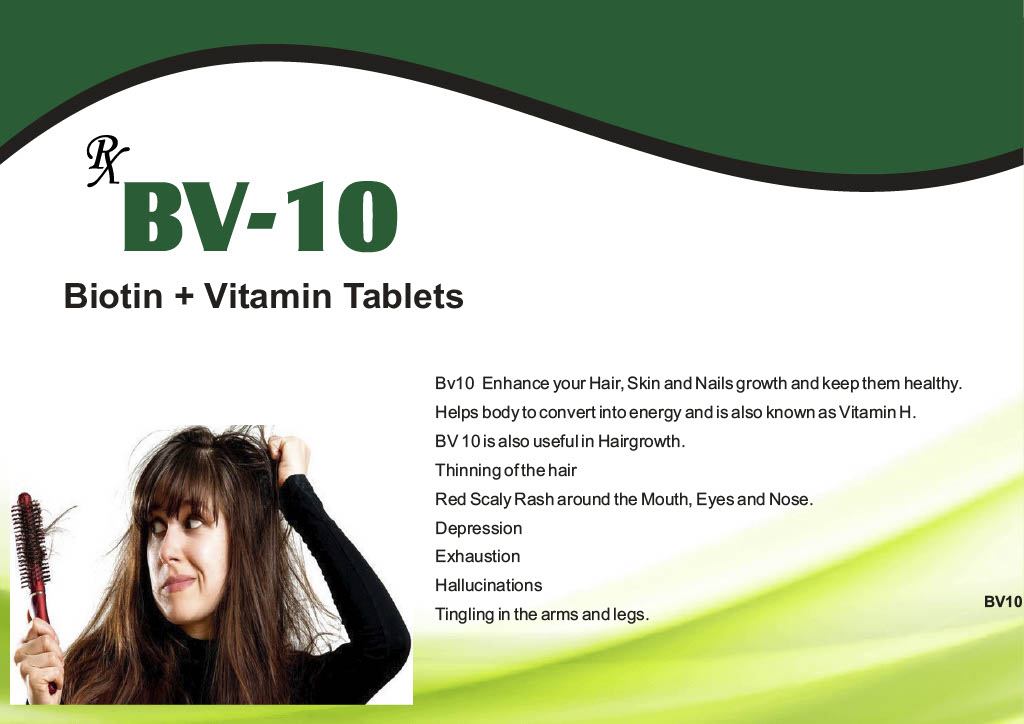 Rx
BV-10
Biotin + Vitamin Tablets
Bv10 Enhance your Hair, Skin and Nails growth and keep them healthy.
Helps body to convert into energy and is also known as Vitamin H.
BV 10 is also useful in Hairgrowth.
Thinning of the hair
Red Scaly Rash around the Mouth, Eyes and Nose.
Depression
Exhaustion
Hallucinations
Tingling in the arms and legs.
BV10